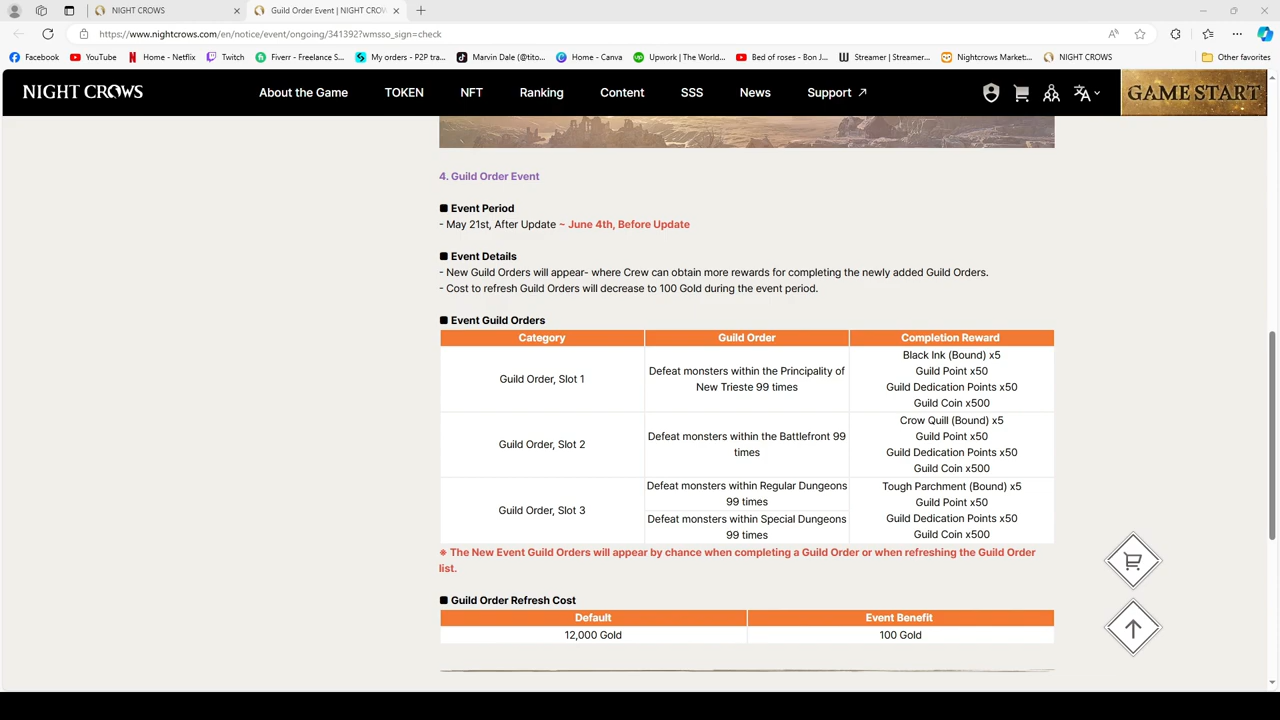 NIGHT CROWS
Guild Order Event | NIGHT CROW
https://www.nightcrows.com/en/notice/event/ongoing/341392?wmsso_sign=check
Facebook
YouTube
Home - Netflix
Twitch
Fiverr - Freelance S...
My orders - P2P tra...
Marvin Dale (@tito...
Home - Canva
Upwork | The World...
Bed of roses - Bon J...
Streamer | Streamer...
Nightcrows Market:...
NIGHT CROWS
Other favorites
NIGHT CROWS
About the Game
TOKEN
NFT
Ranking
Content
SSS
News
Support
GAME START
4. Guild Order Event
Event Period
- May 21st, After Update ~ June 4th, Before Update
Event Details
- New Guild Orders will appear- where Crew can obtain more rewards for completing the newly added Guild Orders.
- Cost to refresh Guild Orders will decrease to 100 Gold during the event period.
Event Guild Orders
Category
Guild Order
Completion Reward
Guild Order, Slot 1
Defeat monsters within the Principality of
New Trieste 99 times
Black Ink (Bound) x5
Guild Point x50
Guild Dedication Points x50
Guild Coin x500
Guild Order, Slot 2
Defeat monsters within the Battlefront 99
times
Crow Quill (Bound) x5
Guild Point x50
Guild Dedication Points x50
Guild Coin x500
Guild Order, Slot 3
Defeat monsters within Regular Dungeons
99 times
Defeat monsters within Special Dungeons
99 times
Tough Parchment (Bound) x5
Guild Point x50
Guild Dedication Points x50
Guild Coin x500
※ The New Event Guild Orders will appear by chance when completing a Guild Order or when refreshing the Guild Order
list.
Guild Order Refresh Cost
Default
Event Benefit
12,000 Gold
100 Gold